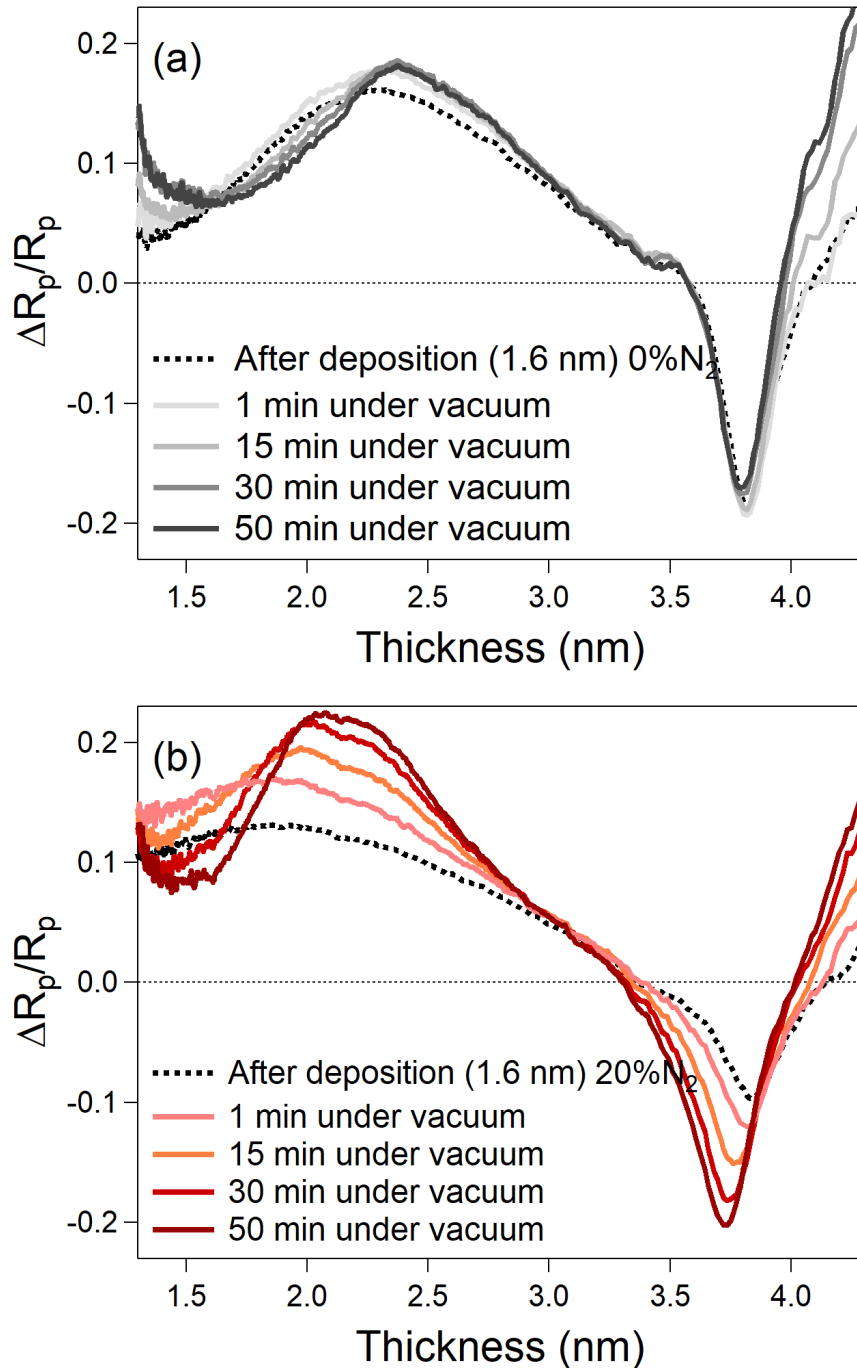 0.2
(a)
0.1
0.0
-0.1
-0.2
ΔRp/Rp
After deposition (1.6 nm) 0%N₂
1 min under vacuum
15 min under vacuum
30 min under vacuum
50 min under vacuum
1.5 2.0 2.5 3.0 3.5 4.0
Thickness (nm)
0.2
(b)
0.1
0.0
-0.1
-0.2
ΔRp/Rp
After deposition (1.6 nm) 20%N₂
1 min under vacuum
15 min under vacuum
30 min under vacuum
50 min under vacuum
1.5 2.0 2.5 3.0 3.5 4.0
Thickness (nm)